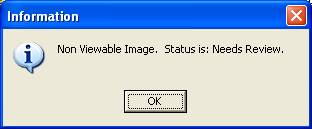 Information
Non Viewable Image. Status is: Needs Review.
OK